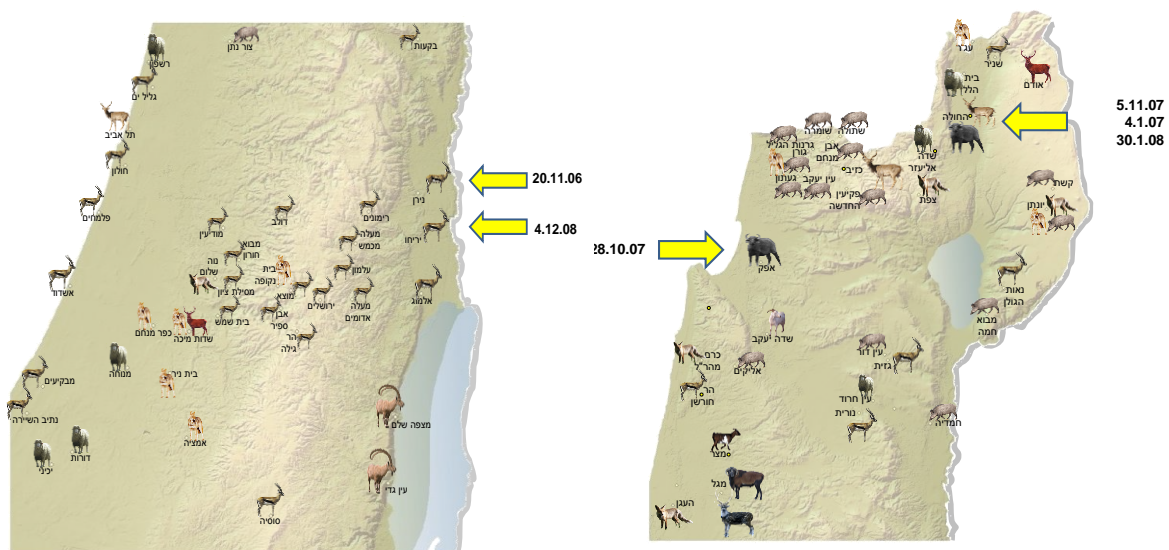 צור נתן
בקעות
רשפון
גליל ים
תל אביב
חולון
פלמחים
אשדוד
20.11.06
נירן
4.12.08
יריחו
רימונים
דולב
מודיעין
מעלה
מכמש
מבוא
חורון
נוה
שלום
בית
נקופה
עלמון
מסילת ציון
מוצא
אלמוג
ירושלים
מעלה
אדומים
אבן
ספיר
בית שמש
כפר מנחם
שדות מיכה
הר
גילה
מנוחה
מבקיעים
בית ניר
נתיב השיירה
מצפה שלם
אמציה
דורות
יכיני
עין גדי
סוסיה
ע'גר
שניר
אודם
בית
הלל
5.11.07
4.1.07
30.1.08
החולה
שתולה
שומרה
גרנות הגליל
גורן
אבן
מנחם
שדה
אליעזר
כזיב
געתון
עין יעקב
פקיעין
החדשה
צפת
קשת
יונתן
28.10.07
אפק
נאות
הגולן
מבוא
חמה
שדה יעקב
עין דור
גזית
כרם
מהר"ל
אליקים
הר
חורשן
חרוד
נורית
חמדיה
מצר
מגל
העגן